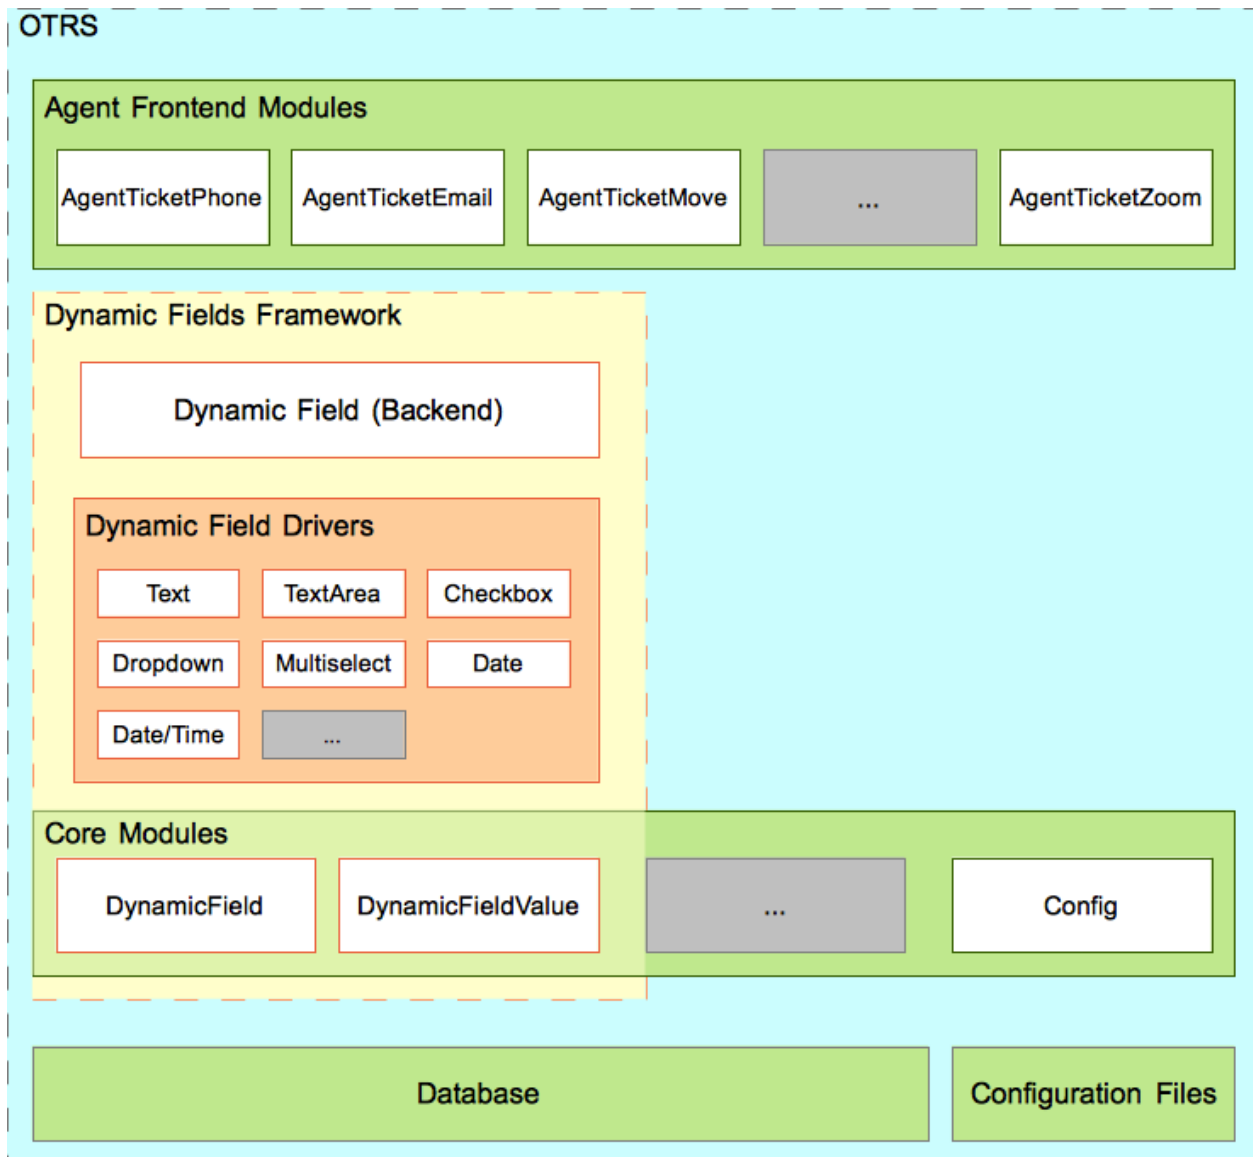 OTRS
Agent Frontend Modules
AgentTicketPhone
AgentTicketEmail
AgentTicketMove
...
AgentTicketZoom
Dynamic Fields Framework
Dynamic Field (Backend)
Dynamic Field Drivers
Text
TextArea
Checkbox
Dropdown
Multiselect
Date
Date/Time
...
Core Modules
DynamicField
DynamicFieldValue
...
Config
Database
Configuration Files